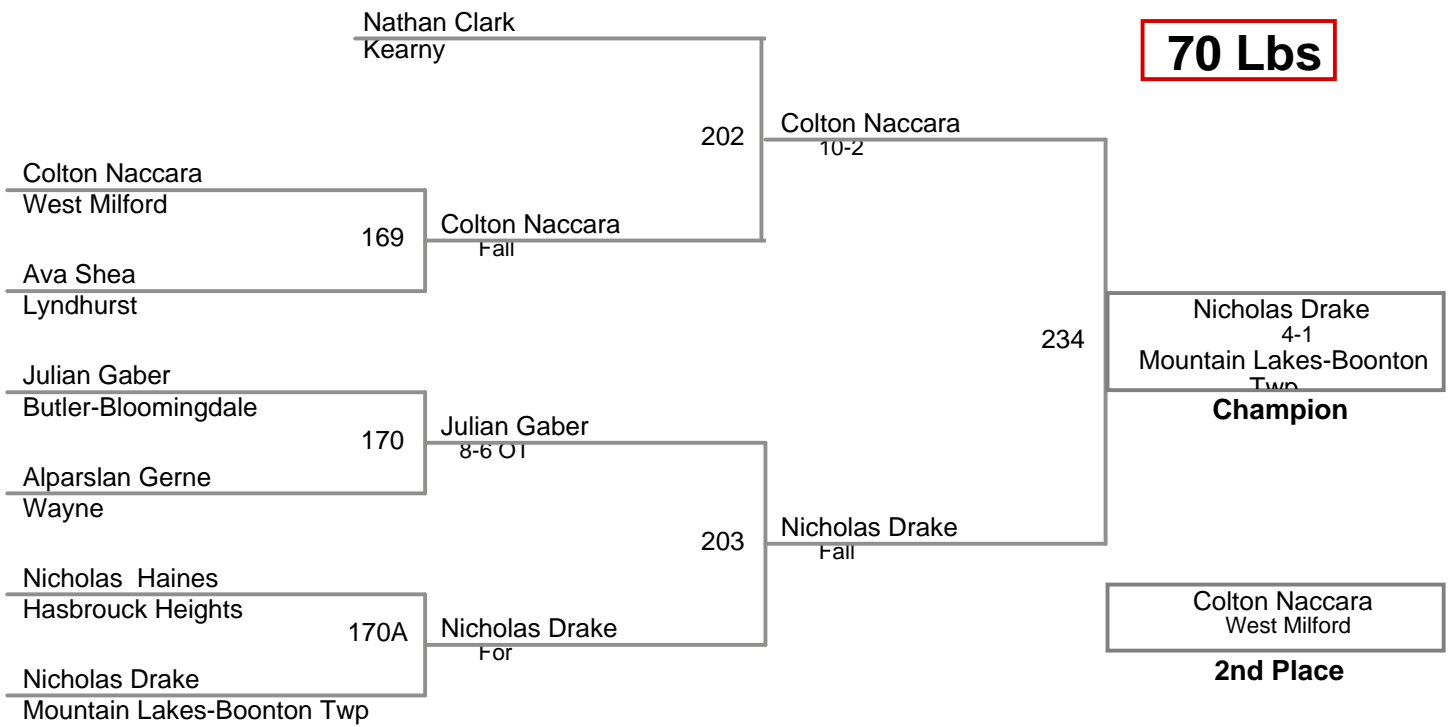 Nathan Clark
Kearny
70 Lbs
202
Colton Naccara
10-2
Colton Naccara
West Milford
169
Colton Naccara
Fall
Ava Shea
Lyndhurst
Nicholas Drake
4-1
Mountain Lakes-Boonton
Twp
Champion
234
Julian Gaber
Butler-Bloomingdale
170
Julian Gaber
8-6 OT
Alparslan Gerne
Wayne
203
Nicholas Drake
Fall
Nicholas  Haines
Hasbrouck Heights
170A
Nicholas Drake
For
Nicholas Drake
Mountain Lakes-Boonton Twp
Colton Naccara
West Milford
2nd Place